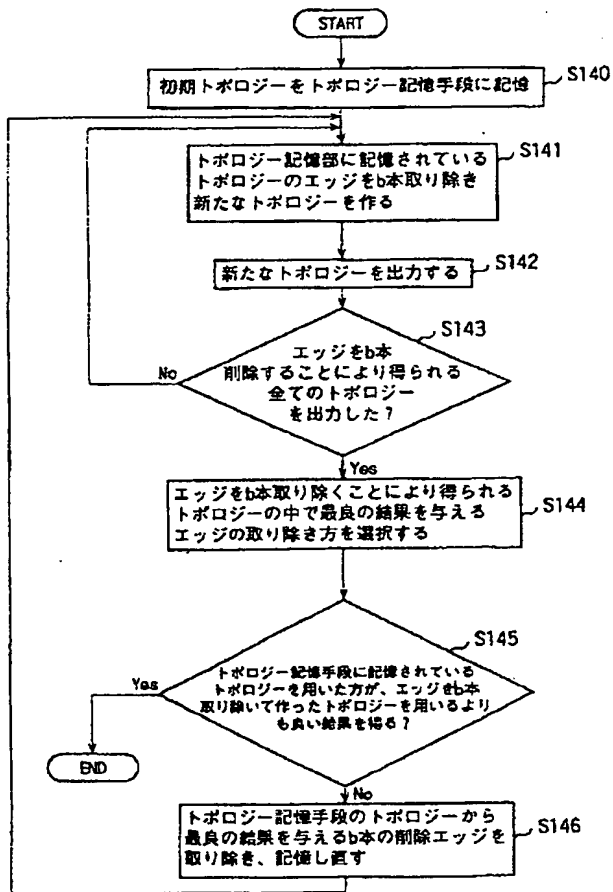 START
初期トポロジーをトポロジー記憶手段に記憶
S140
トポロジー記憶部に記憶されている
トポロジーのエッジをb本取り除き
新たなトポロジーを作る
S141
新たなトポロジーを出力する
S142
エッジをb本
削除することにより得られる
全てのトポロジー
を出力した?
S143
No
Yes
エッジをb本取り除くことにより得られる
トポロジーの中で最良の結果を与える
エッジの取り除き方を選択する
S144
トポロジー記憶手段に記憶されている
トポロジーを用いた方が、エッジをb本
取り除いて作ったトポロジーを用いるより
も良い結果を得る?
S145
Yes
END
No
トポロジー記憶手段のトポロジーから
最良の結果を与えるb本の削除エッジを
取り除き、記憶し直す
S146